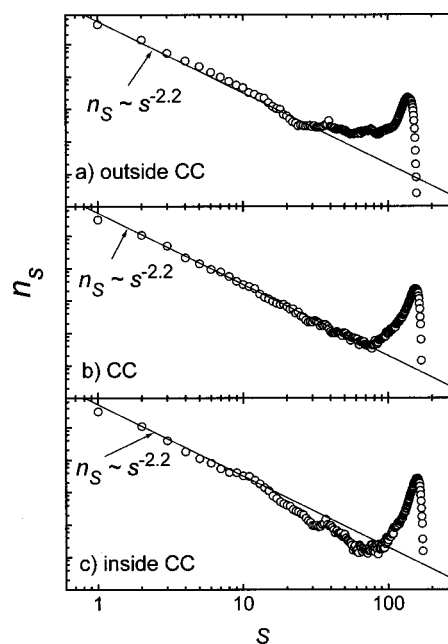 n_S ~ s^-2.2
a) outside CC
n_S ~ s^-2.2
b) CC
n_S ~ s^-2.2
c) inside CC
n_s
1 10 100
s